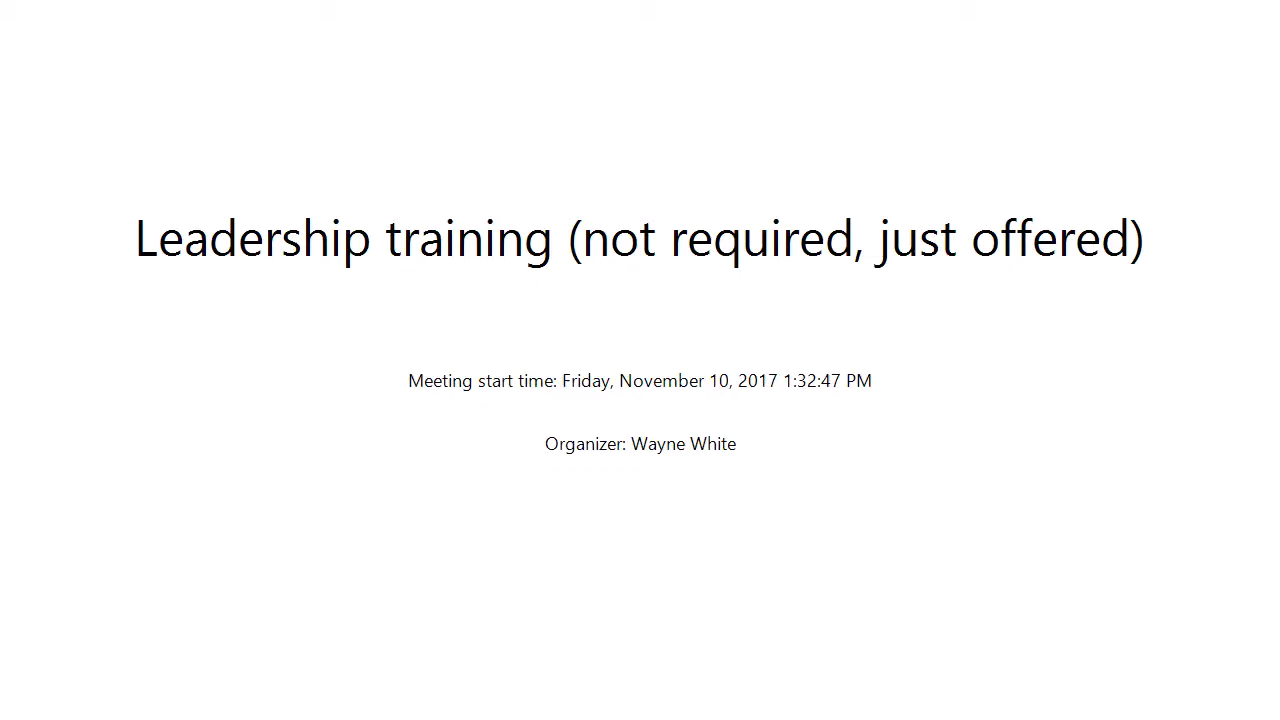 Leadership training (not required, just offered)
Meeting start time: Friday, November 10, 2017 1:32:47 PM
Organizer: Wayne White